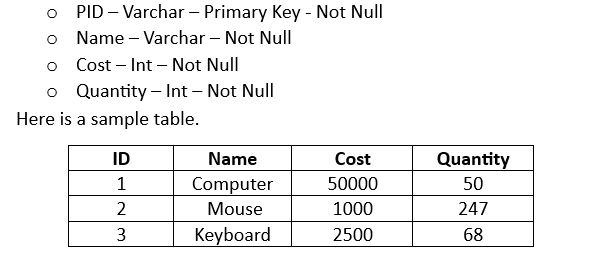 o PID – Varchar – Primary Key - Not Null
o Name – Varchar – Not Null
o Cost – Int – Not Null
o Quantity – Int – Not Null
Here is a sample table.
ID Name Cost Quantity
1 Computer 50000 50
2 Mouse 1000 247
3 Keyboard 2500 68